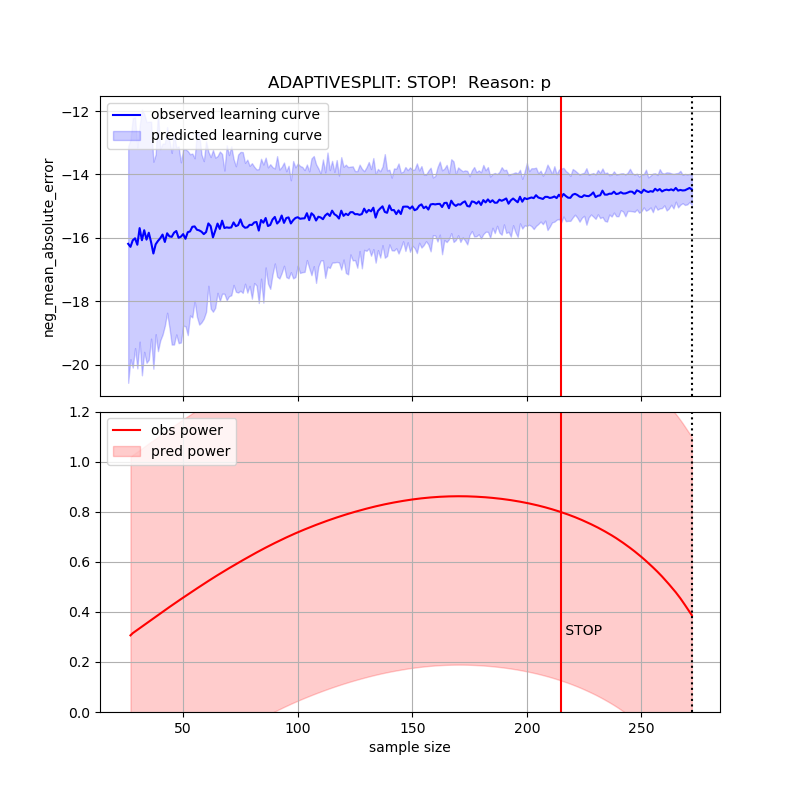 ADAPTIVESPLIT: STOP!  Reason: p
observed learning curve
predicted learning curve
neg_mean_absolute_error
−12
−14
−16
−18
−20
obs power
pred power
1.2
1.0
0.8
0.6
0.4
0.2
0.0
STOP
50
100
150
200
250
sample size